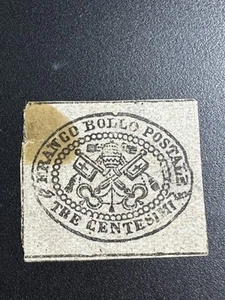 FRANCO BOLLO POSTALE
TRE CENTESIMI